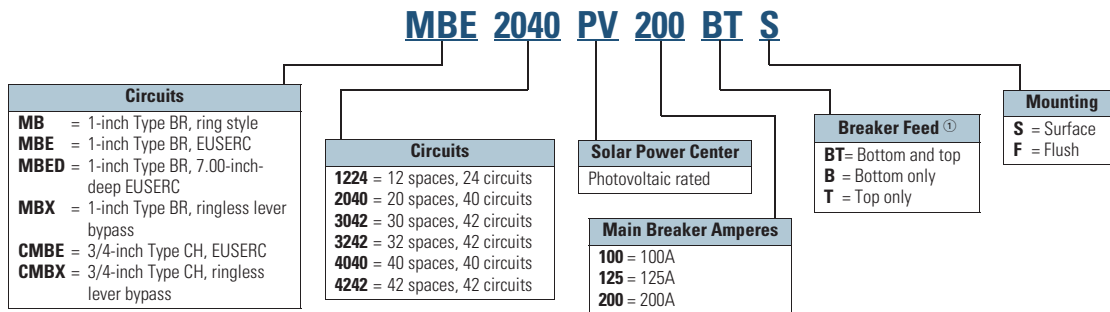 MBE 2040 PV 200 BT S
Circuits
MB = 1-inch Type BR, ring style
MBE = 1-inch Type BR, EUSERC
MBED = 1-inch Type BR, 7.00-inch-
deep EUSERC
MBX = 1-inch Type BR, ringless lever
bypass
CMBE = 3/4-inch Type CH, EUSERC
CMBX = 3/4-inch Type CH, ringless
lever bypass
Circuits
1224 = 12 spaces, 24 circuits
2040 = 20 spaces, 40 circuits
3042 = 30 spaces, 42 circuits
3242 = 32 spaces, 42 circuits
4040 = 40 spaces, 40 circuits
4242 = 42 spaces, 42 circuits
Solar Power Center
Photovoltaic rated
Main Breaker Amperes
100 = 100A
125 = 125A
200 = 200A
Breaker Feed ①
BT= Bottom and top
B = Bottom only
T = Top only
Mounting
S = Surface
F = Flush